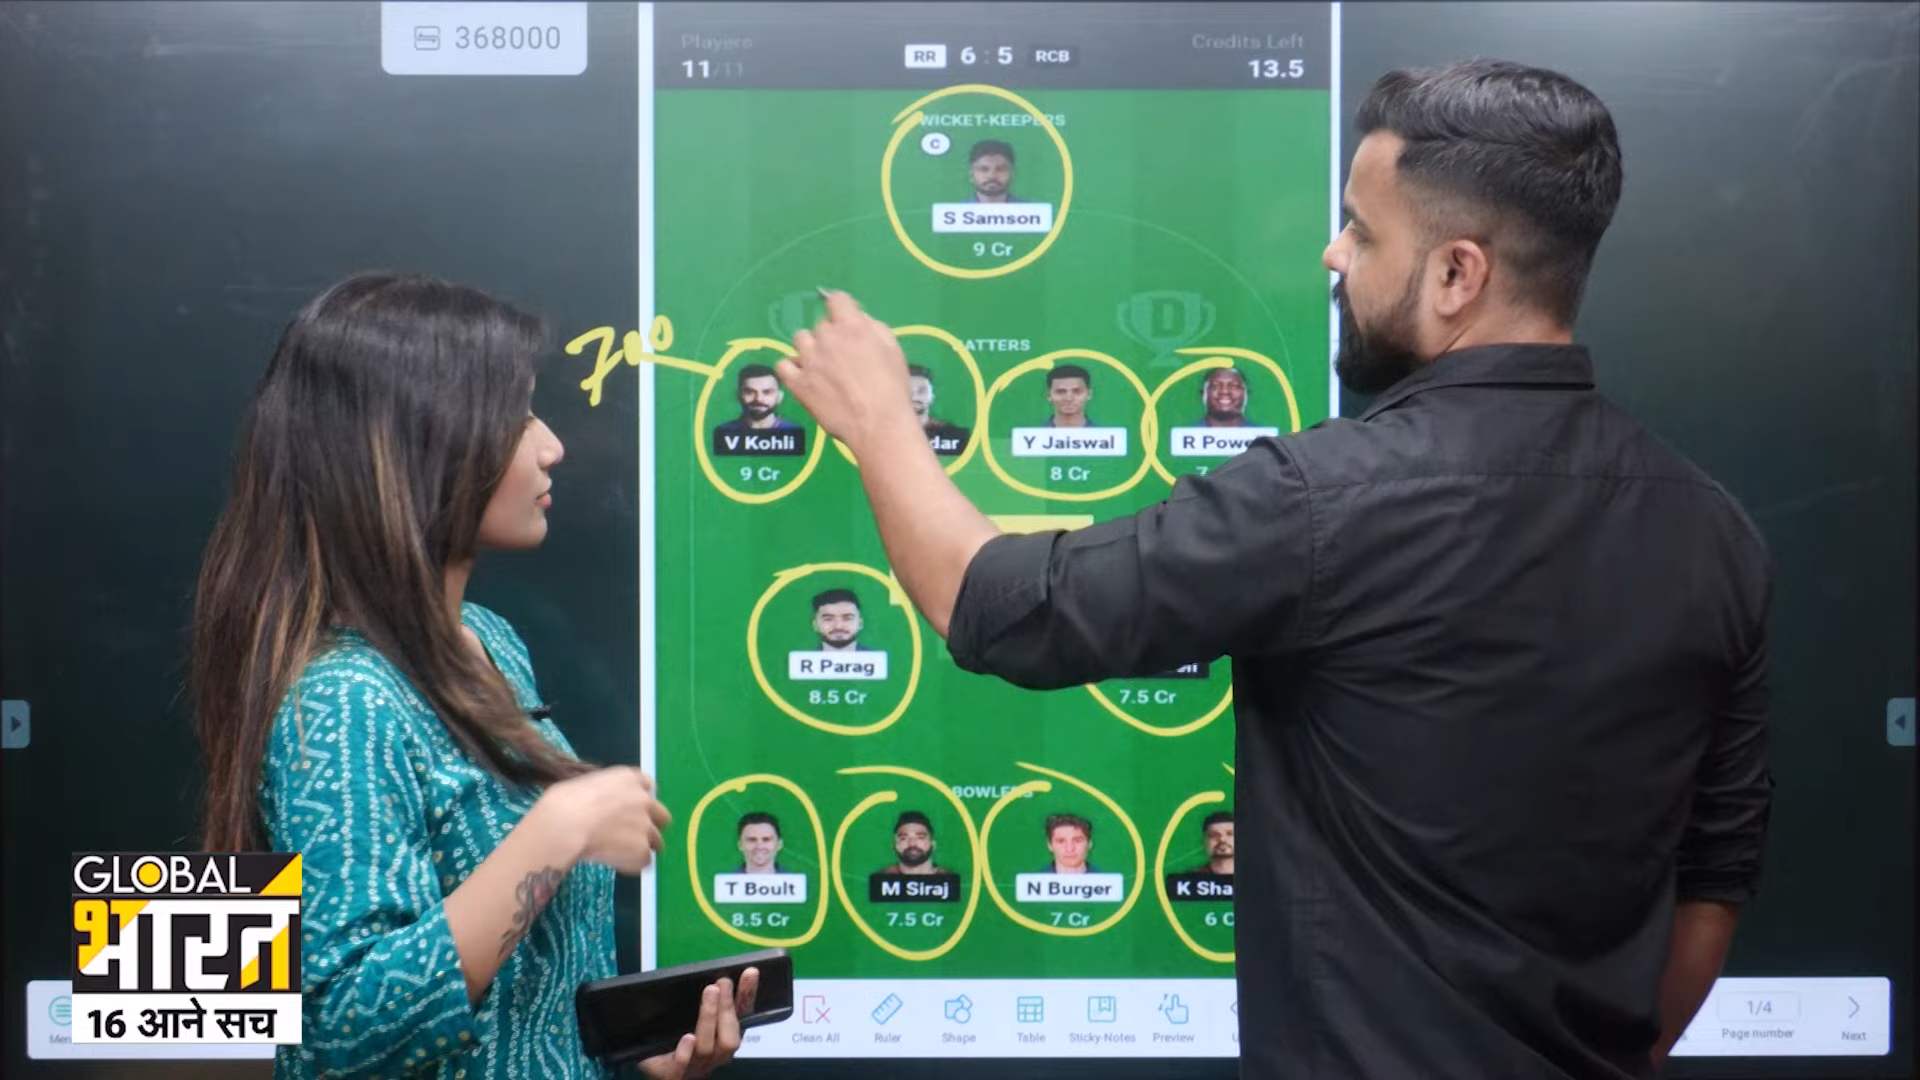 368000
Players
11/11
RR 6 : 5 RCB
Credits Left
13.5
WICKET-KEEPERS
C
S Samson
9 Cr
700
BATTERS
V Kohli
Y Jaiswal
9 Cr
8 Cr
R Parag
8.5 Cr
7.5 Cr
BOWLERS
T Boult
M Siraj
N Burger
8.5 Cr
7.5 Cr
7 Cr
GLOBAL
भारत
16 आने सच
Clean All
Ruler
Shape
Table
Sticky Notes
Preview
1/4
Page number
Next